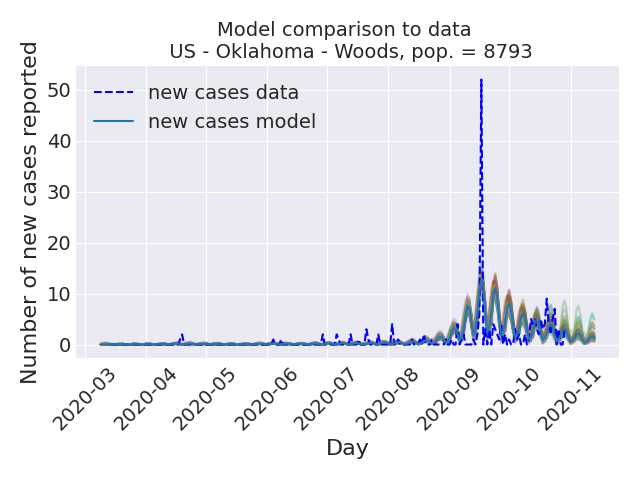 Model comparison to data
US - Oklahoma - Woods, pop. = 8793
Number of new cases reported
50
40
30
20
10
0
new cases data
new cases model
2020-03
2020-04
2020-05
2020-06
2020-07
2020-08
2020-09
2020-10
2020-11
Day